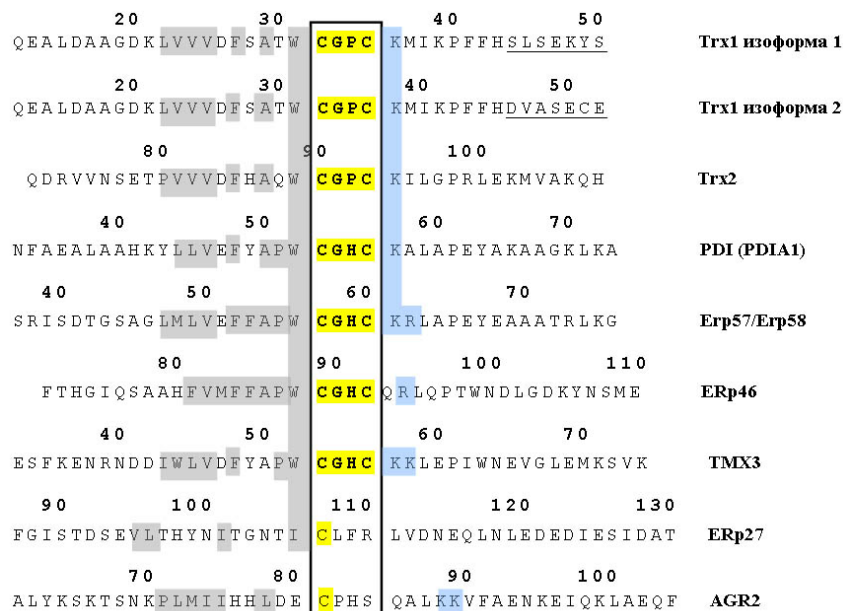 20 30 40 50
QEALDAAGDKLVVVDFSATW CGPC KMIKPFFHSLSEKYS Trx1 изоформа 1
20 30 40 50
QEALDAAGDKLVVVDFSATW CGPC KMIKPFFHDVASECE Trx1 изоформа 2
80 90 100
QDRVVNSETPVVVDFHAQW CGPC KILGPRLEKMVAKQH Trx2
40 50 60 70
NFAEALAAHKYLLVEFYAPW CGHC KALAPEYAKAAGKLKA PDI (PDIA1)
40 50 60 70
SRISDTGSAGLMLVEFFAPW CGHC KRLAPEYEAAATRLKG Erp57/Erp58
80 90 100 110
FTHGIQSAAHFVMFFAPW CGHC QRLQPTWNDLGDKYNSME ERp46
40 50 60 70
ESFKENRNDDIWLVDFYAPW CGHC KKLEPIWNEVGLEMKSVK TMX3
90 100 110 120 130
FGISTDSEVLTHYNITGNTI CLFR LVDNEQLNLEDEDIESIDAT ERp27
70 80 90 100
ALYKSKTSNKPLMIIHHLDE CPHS QALKKVFAENKEIQKLAEQF AGR2